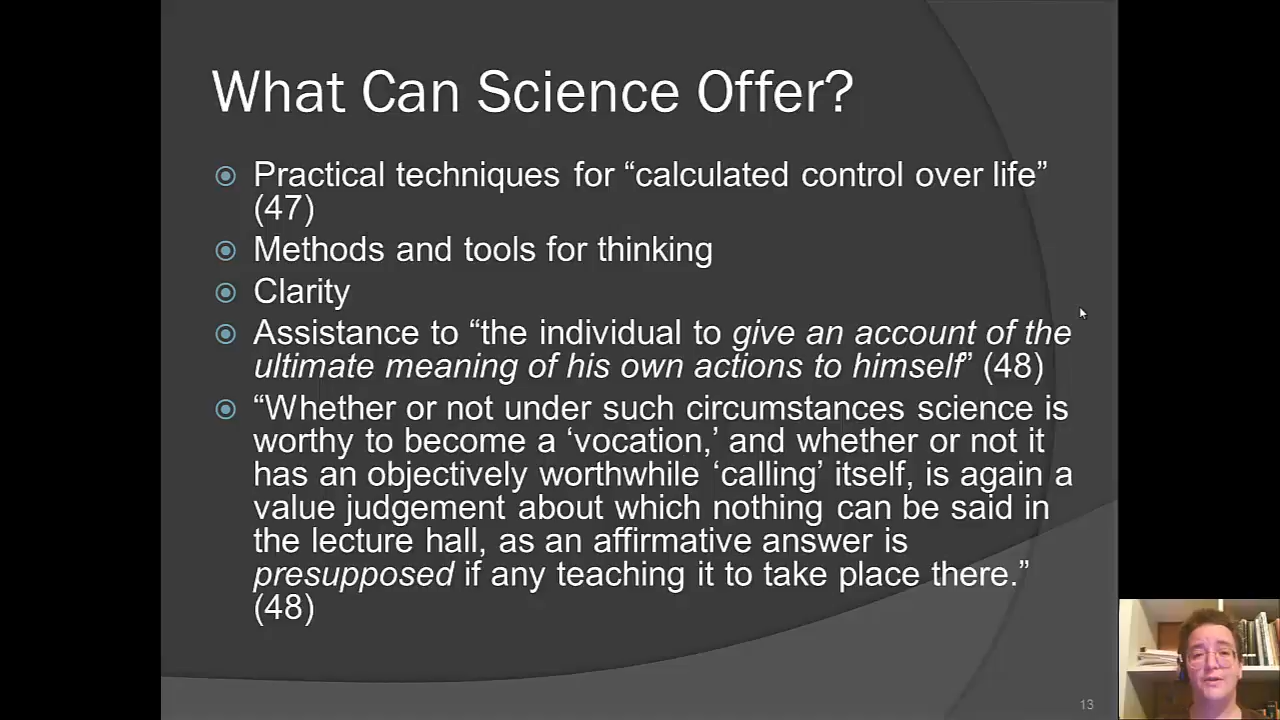 What Can Science Offer?
Practical techniques for “calculated control over life”
(47)
Methods and tools for thinking
Clarity
Assistance to “the individual to give an account of the
ultimate meaning of his own actions to himself” (48)
“Whether or not under such circumstances science is
worthy to become a ‘vocation,’ and whether or not it
has an objectively worthwhile ‘calling’ itself, is again a
value judgement about which nothing can be said in
the lecture hall, as an affirmative answer is
presupposed if any teaching it to take place there.”
(48)
13